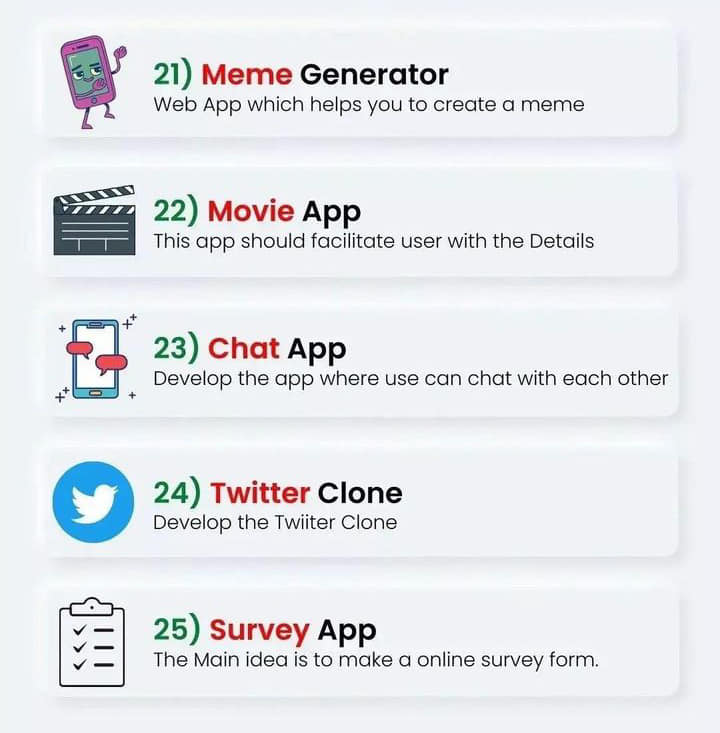 21) Meme Generator
Web App which helps you to create a meme
22) Movie App
This app should facilitate user with the Details
23) Chat App
Develop the app where use can chat with each other
24) Twitter Clone
Develop the Twiiter Clone
25) Survey App
The Main idea is to make a online survey form.